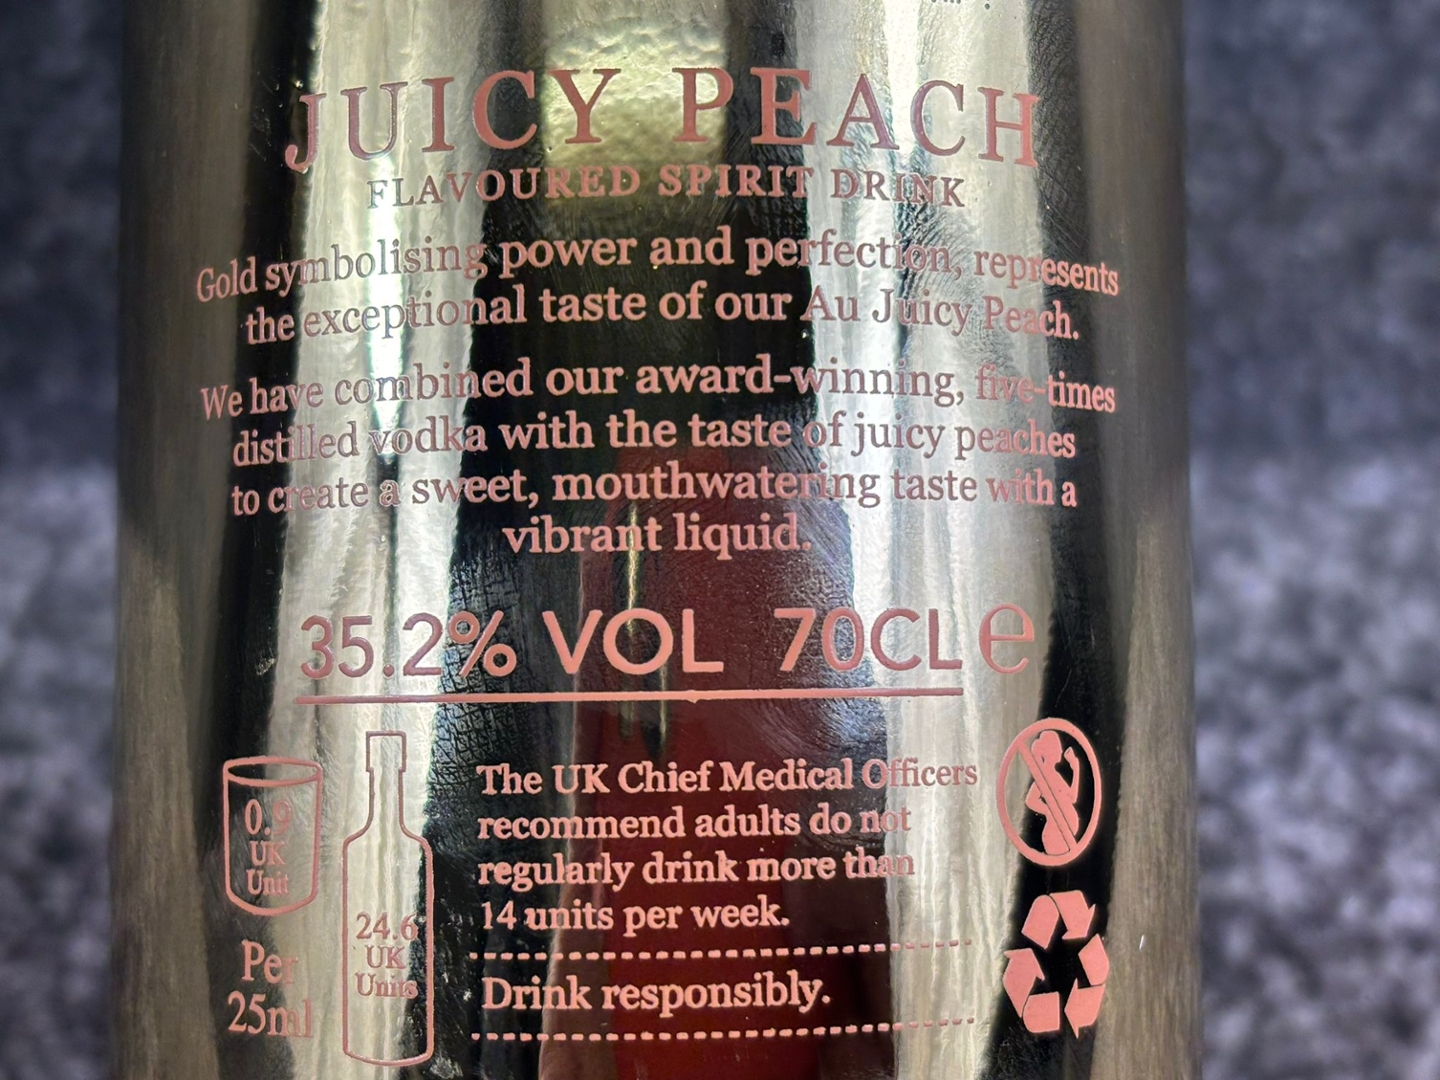 JUICY PEACH
FLAVOURED SPIRIT DRINK
Gold symbolising power and perfection, represents
the exceptional taste of our Au Juicy Peach.
We have combined our award-winning, five-times
distilled vodka with the taste of juicy peaches
to create a sweet, mouthwatering taste with a
vibrant liquid.
35.2% VOL 70CL e
0.9
UK
Unit
Per
25ml
24.6
UK
Units
The UK Chief Medical Officers
recommend adults do not
regularly drink more than
14 units per week.
Drink responsibly.